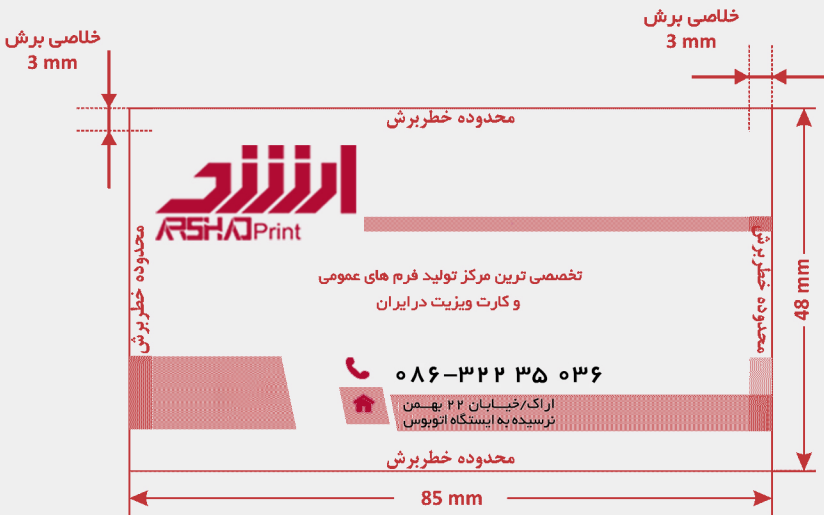 خلاصی برش
3 mm
خلاصی برش
3 mm
محدوده خطربرش
ارشد
ARSHAD Print
محدوده خطربرش
محدوده خطربرش
48 mm
تخصصی ترین مرکز تولید فرم های عمومی
و کارت ویزیت درایران
۰۸۶-۳۲۲ ۳۵ ۰۳۶
اراک/خیـابان ۲۲ بهـمن
نرسیده به ایستگاه اتوبوس
محدوده خطربرش
85 mm